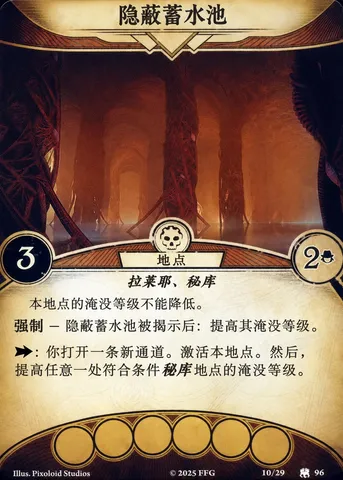 隐蔽蓄水池
3
地点
2
拉莱耶、秘库
本地点的淹没等级不能降低。
强制 – 隐蔽蓄水池被揭示后：提高其淹没等级。
：你打开一条新通道。激活本地点。然后，
提高任意一处符合条件秘库地点的淹没等级。
Illus. Pixoloid Studios
© 2025 FFG
10/29
96